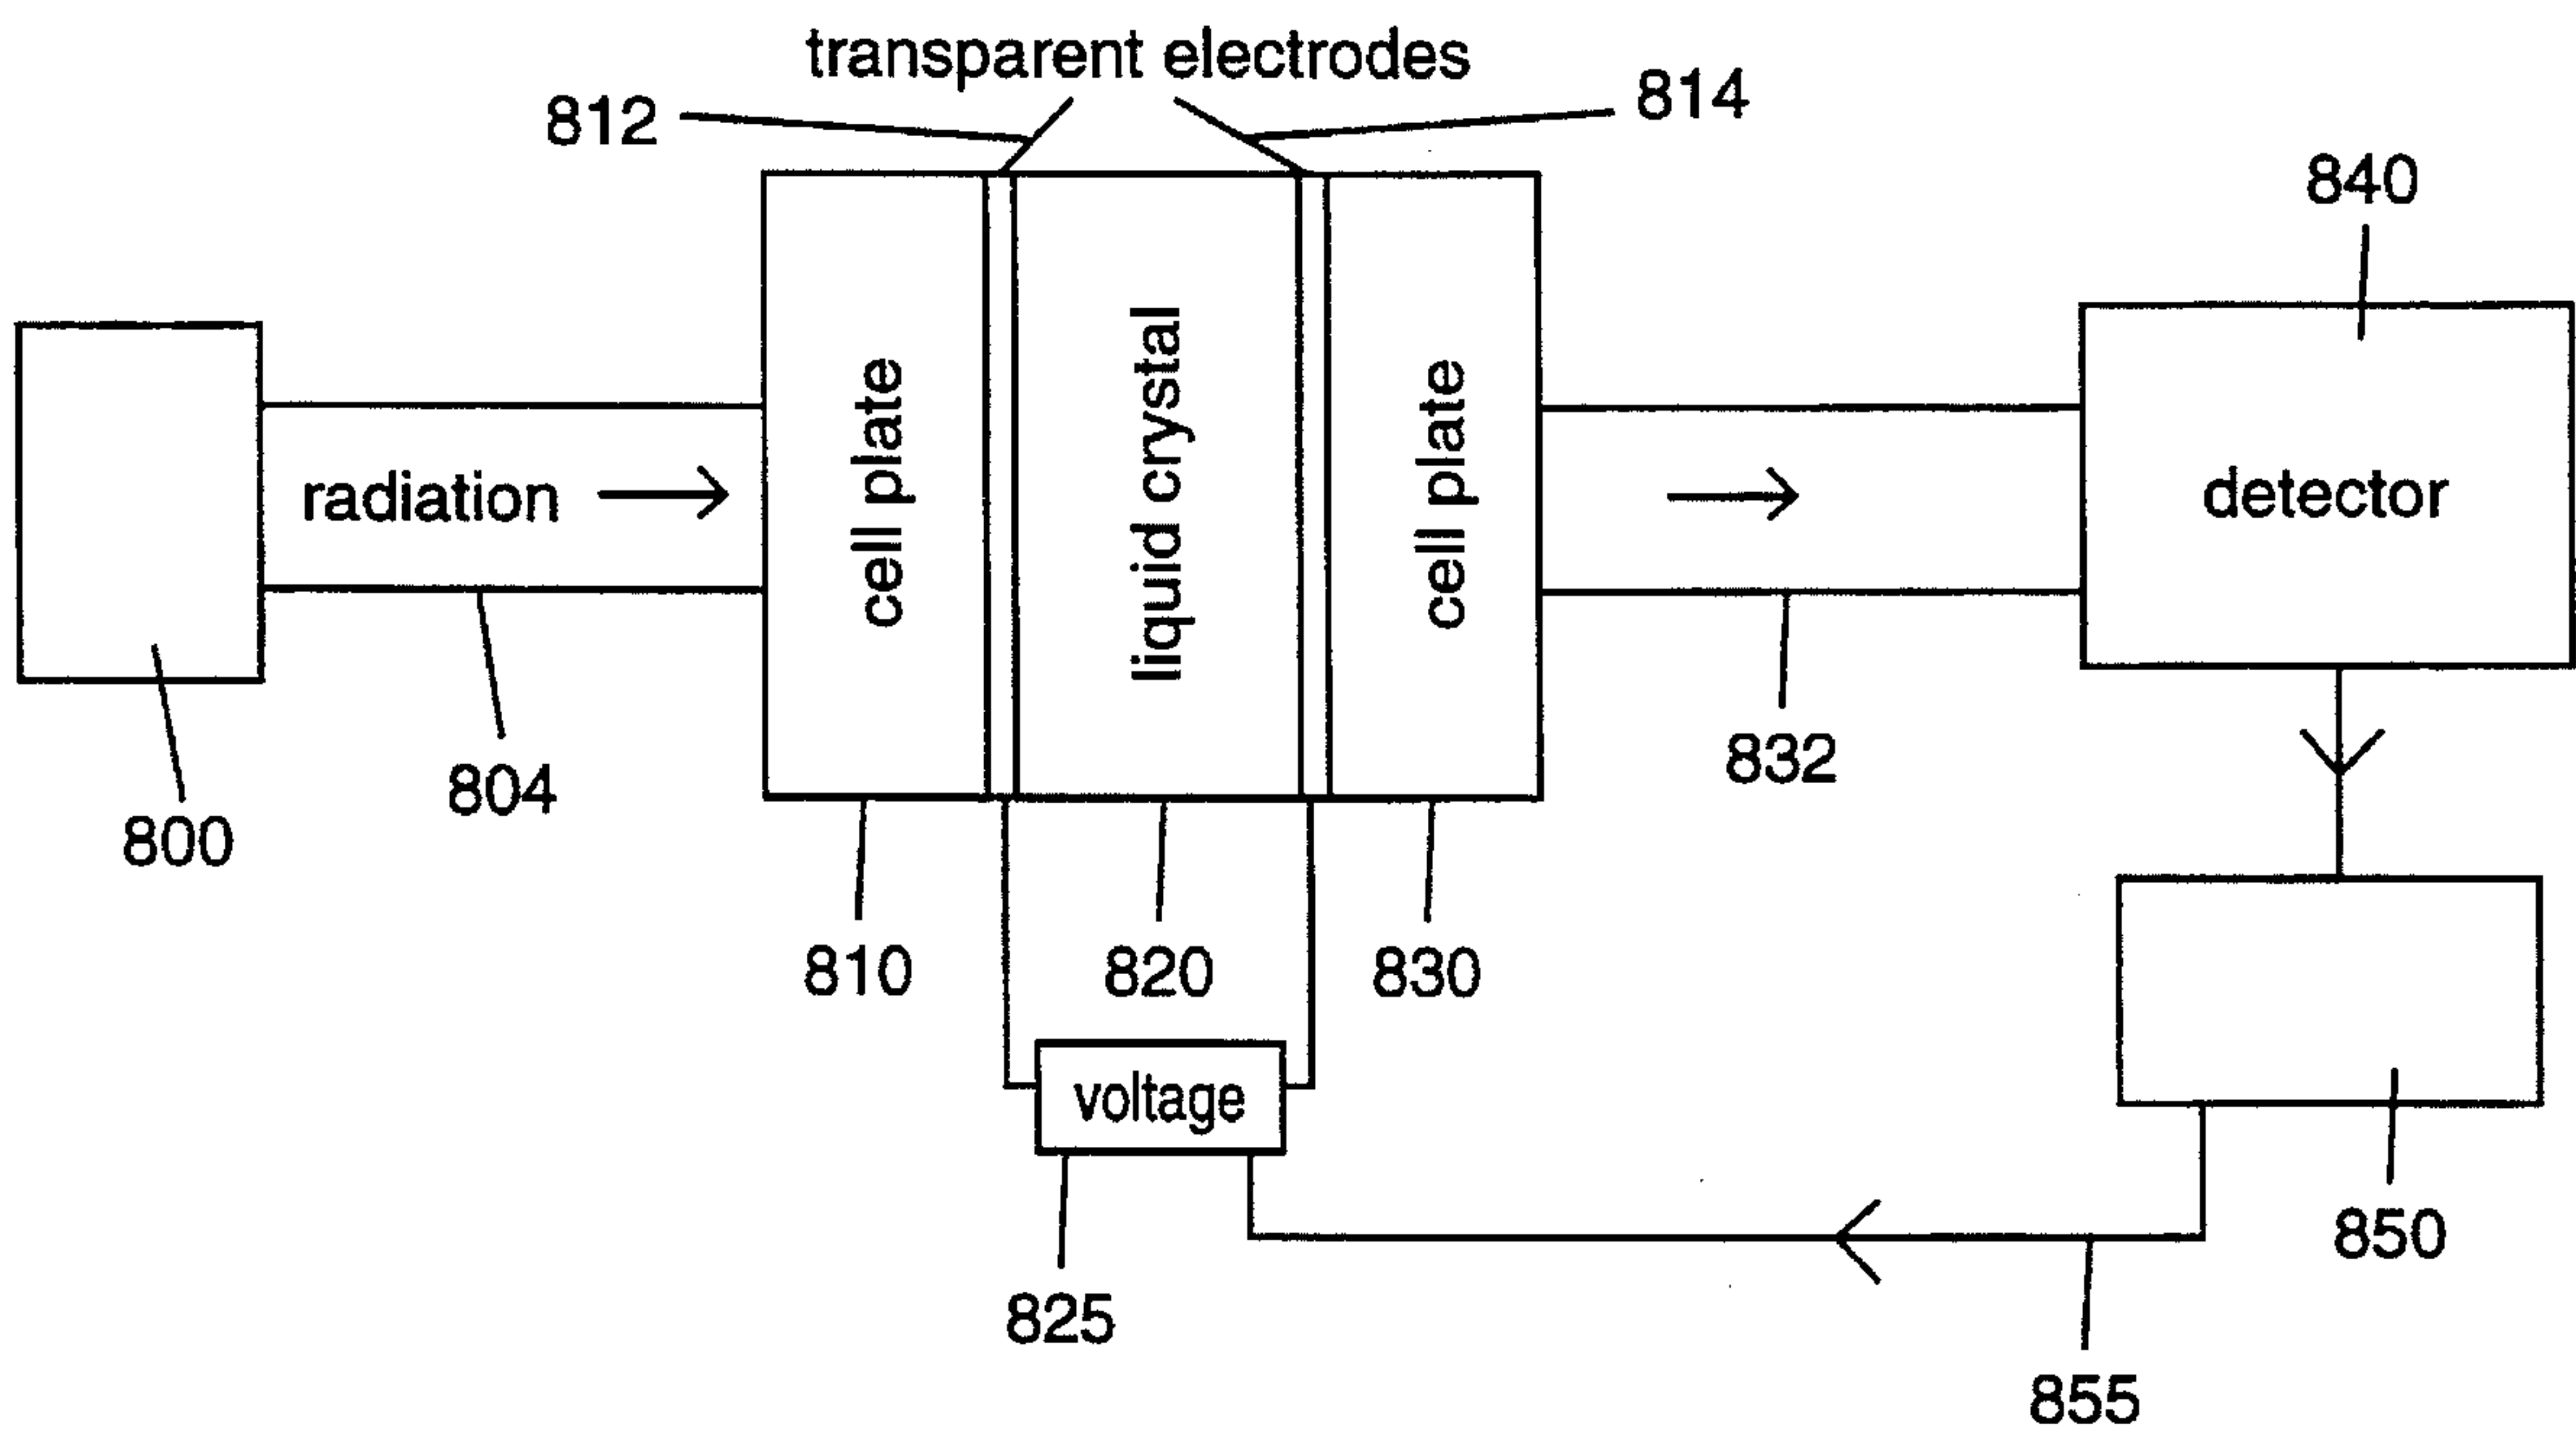 transparent electrodes
812
814
840
radiation
cell plate
liquid crystal
cell plate
detector
832
804
800
810
820
830
voltage
850
825
855